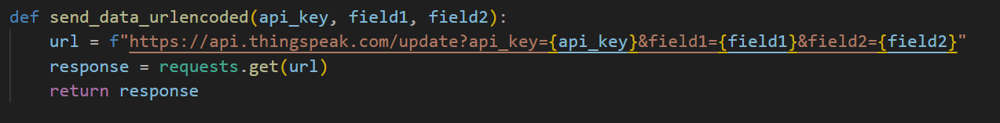 def send_data_urlencoded(api_key, field1, field2):
    url = f"https://api.thingspeak.com/update?api_key={api_key}&field1={field1}&field2={field2}"
    response = requests.get(url)
    return response